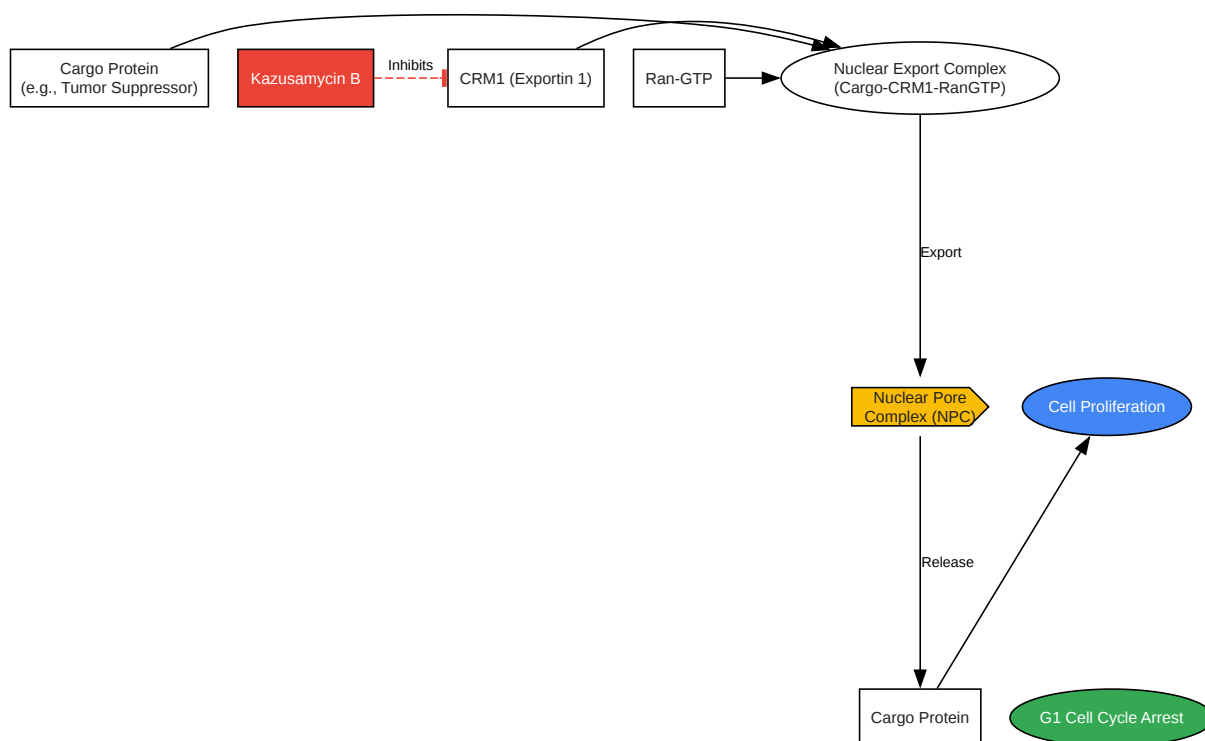 Cargo Protein
(e.g., Tumor Suppressor)
Kazusamycin B
Inhibits
CRM1 (Exportin 1)
Ran-GTP
Nuclear Export Complex
(Cargo-CRM1-RanGTP)
Export
Nuclear Pore
Complex (NPC)
Cell Proliferation
Release
Cargo Protein
G1 Cell Cycle Arrest